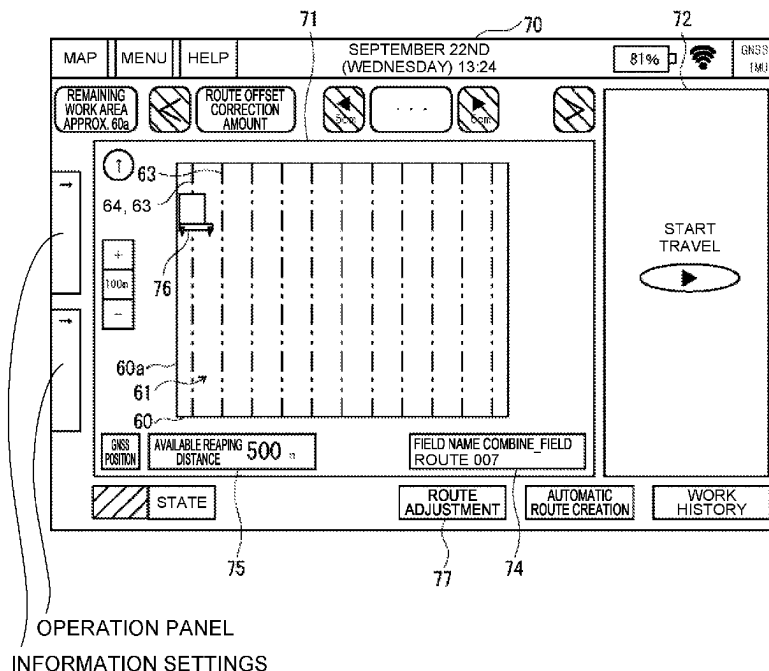 71
70
72
MAP
MENU
HELP
SEPTEMBER 22ND
(WEDNESDAY) 13:24
81%
GNSS
IMU
REMAINING
WORK AREA
APPROX. 60a
ROUTE OFFSET
CORRECTION
AMOUNT
5cm
...
6cm
63
64, 63
+
100m
-
76
60a
61
60
START
TRAVEL
GNSS
POSITION
AVAILABLE REAPING
DISTANCE
500 m
FIELD NAME COMBINE_FIELD
ROUTE 007
STATE
ROUTE
ADJUSTMENT
AUTOMATIC
ROUTE CREATION
WORK
HISTORY
75
77
74
OPERATION PANEL
INFORMATION SETTINGS